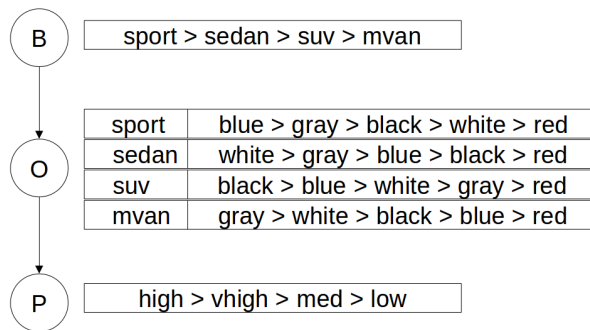 B sport > sedan > suv > mvan
sport blue > gray > black > white > red
sedan white > gray > blue > black > red
O
suv black > blue > white > gray > red
mvan gray > white > black > blue > red
P high > vhigh > med > low